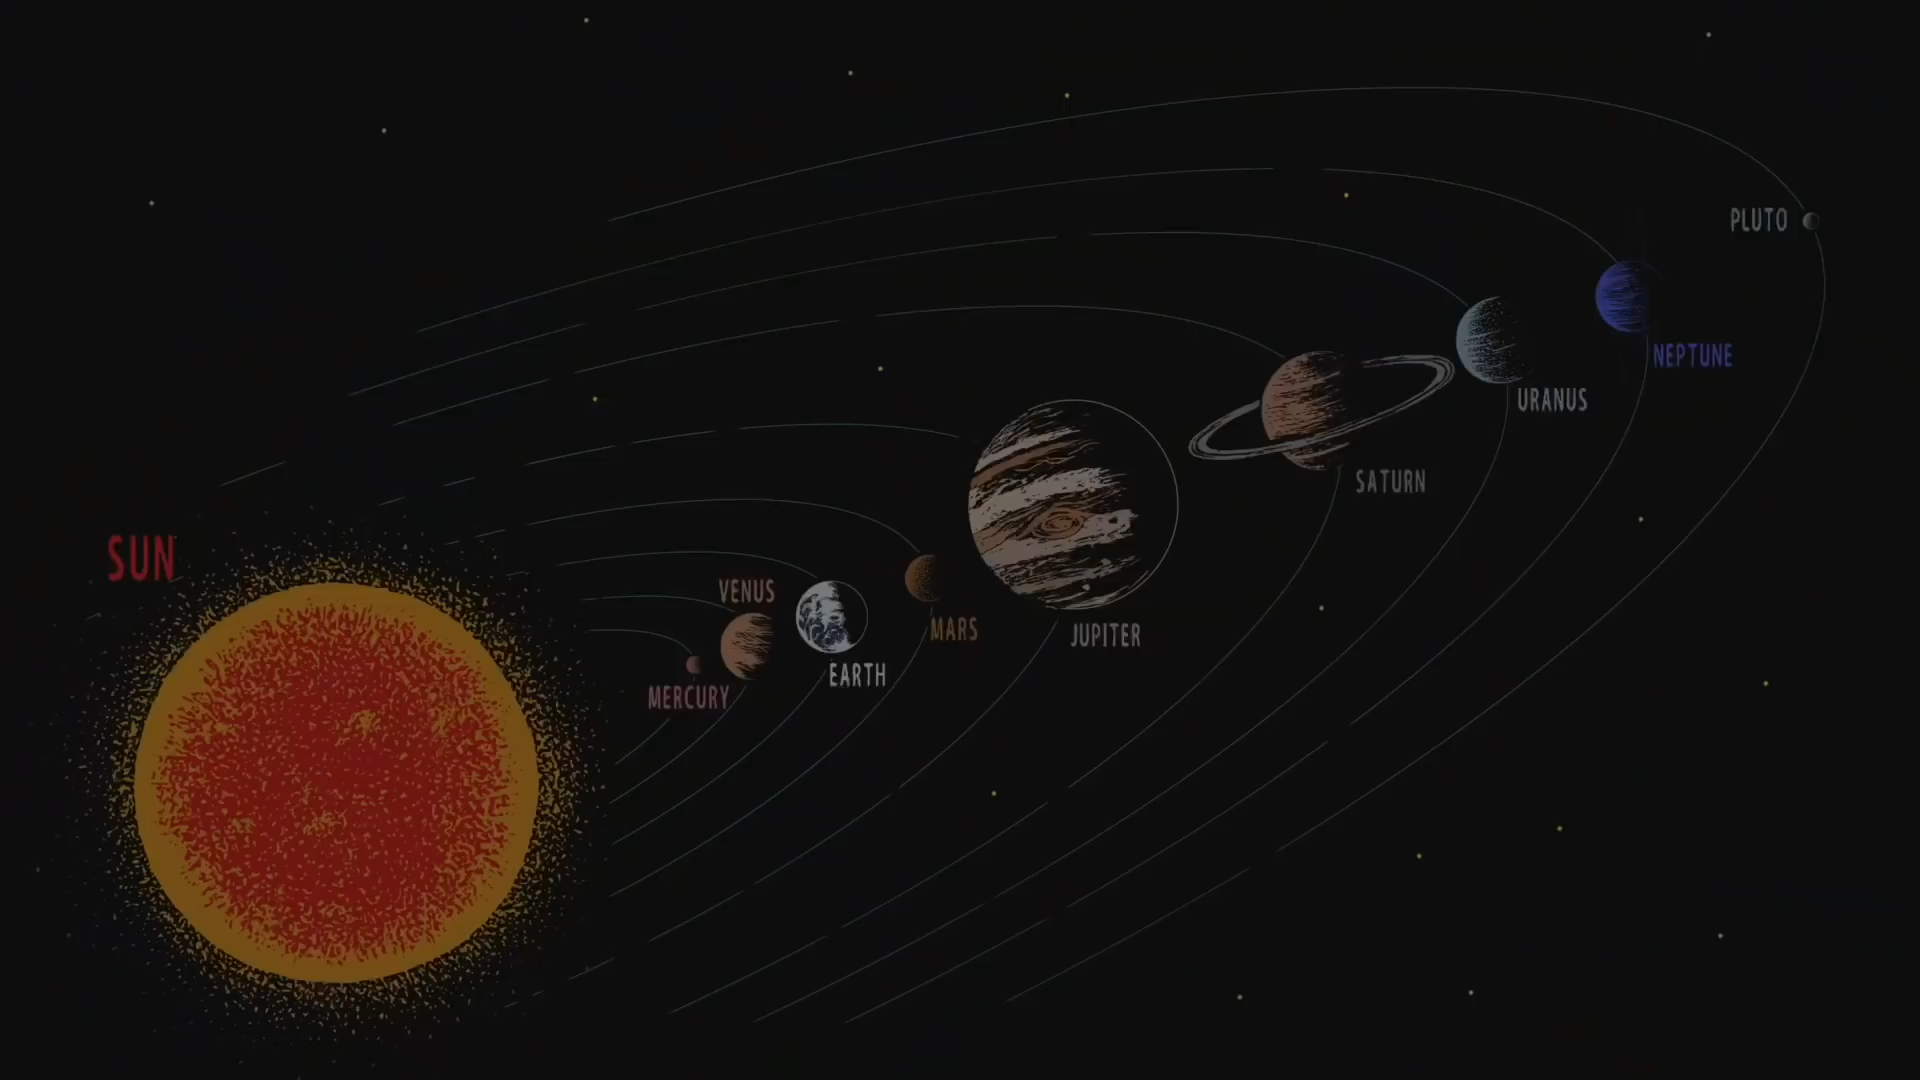 SUN
MERCURY
VENUS
EARTH
MARS
JUPITER
SATURN
URANUS
NEPTUNE
PLUTO